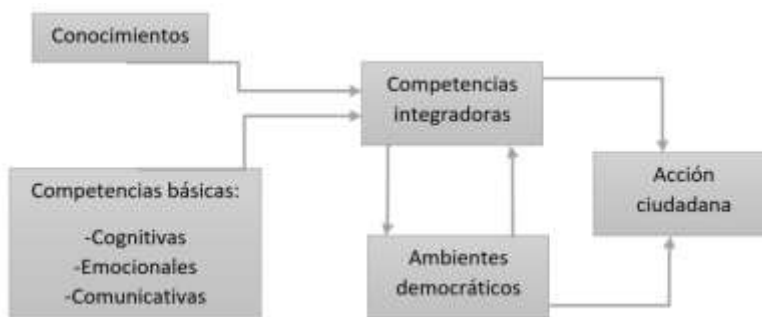 Conocimientos
Competencias
integradoras
Competencias básicas:
-Cognitivas
-Emocionales
-Comunicativas
Acción
ciudadana
Ambientes
democráticos